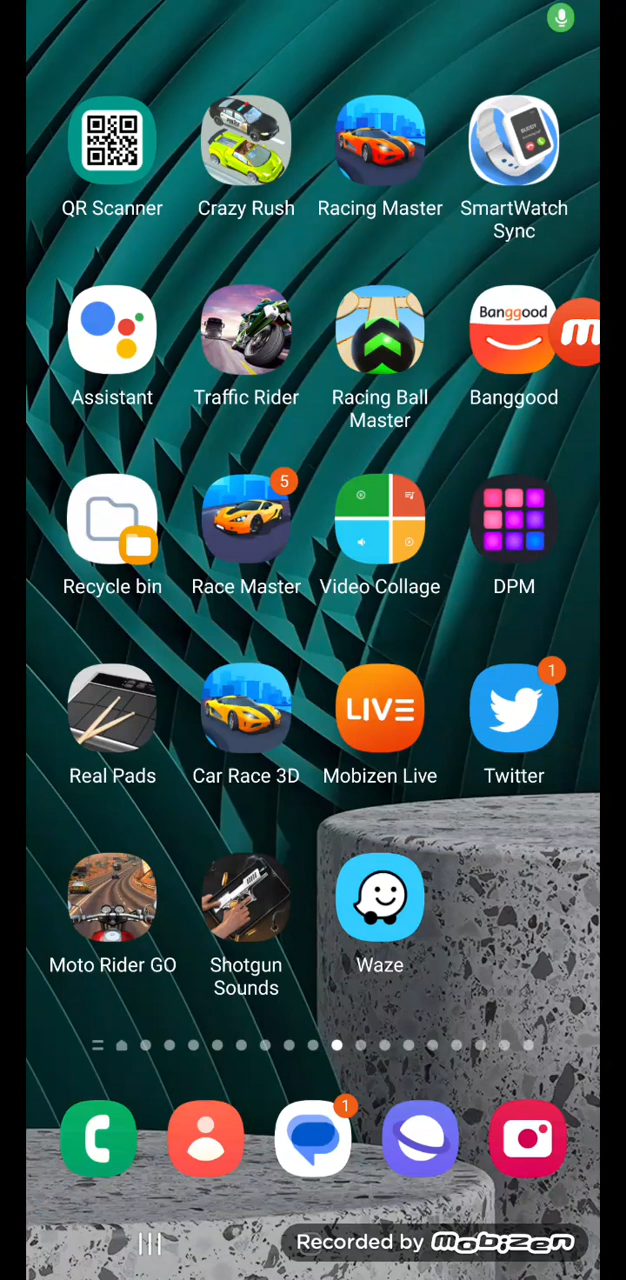 QR Scanner
Crazy Rush
Racing Master
SmartWatch
Sync
Banggood
m
Assistant
Traffic Rider
Racing Ball
Master
Banggood
5
Recycle bin
Race Master
Video Collage
DPM
LIVE
1
Real Pads
Car Race 3D
Mobizen Live
Twitter
Moto Rider GO
Shotgun
Sounds
Waze
1
Recorded by mobizen